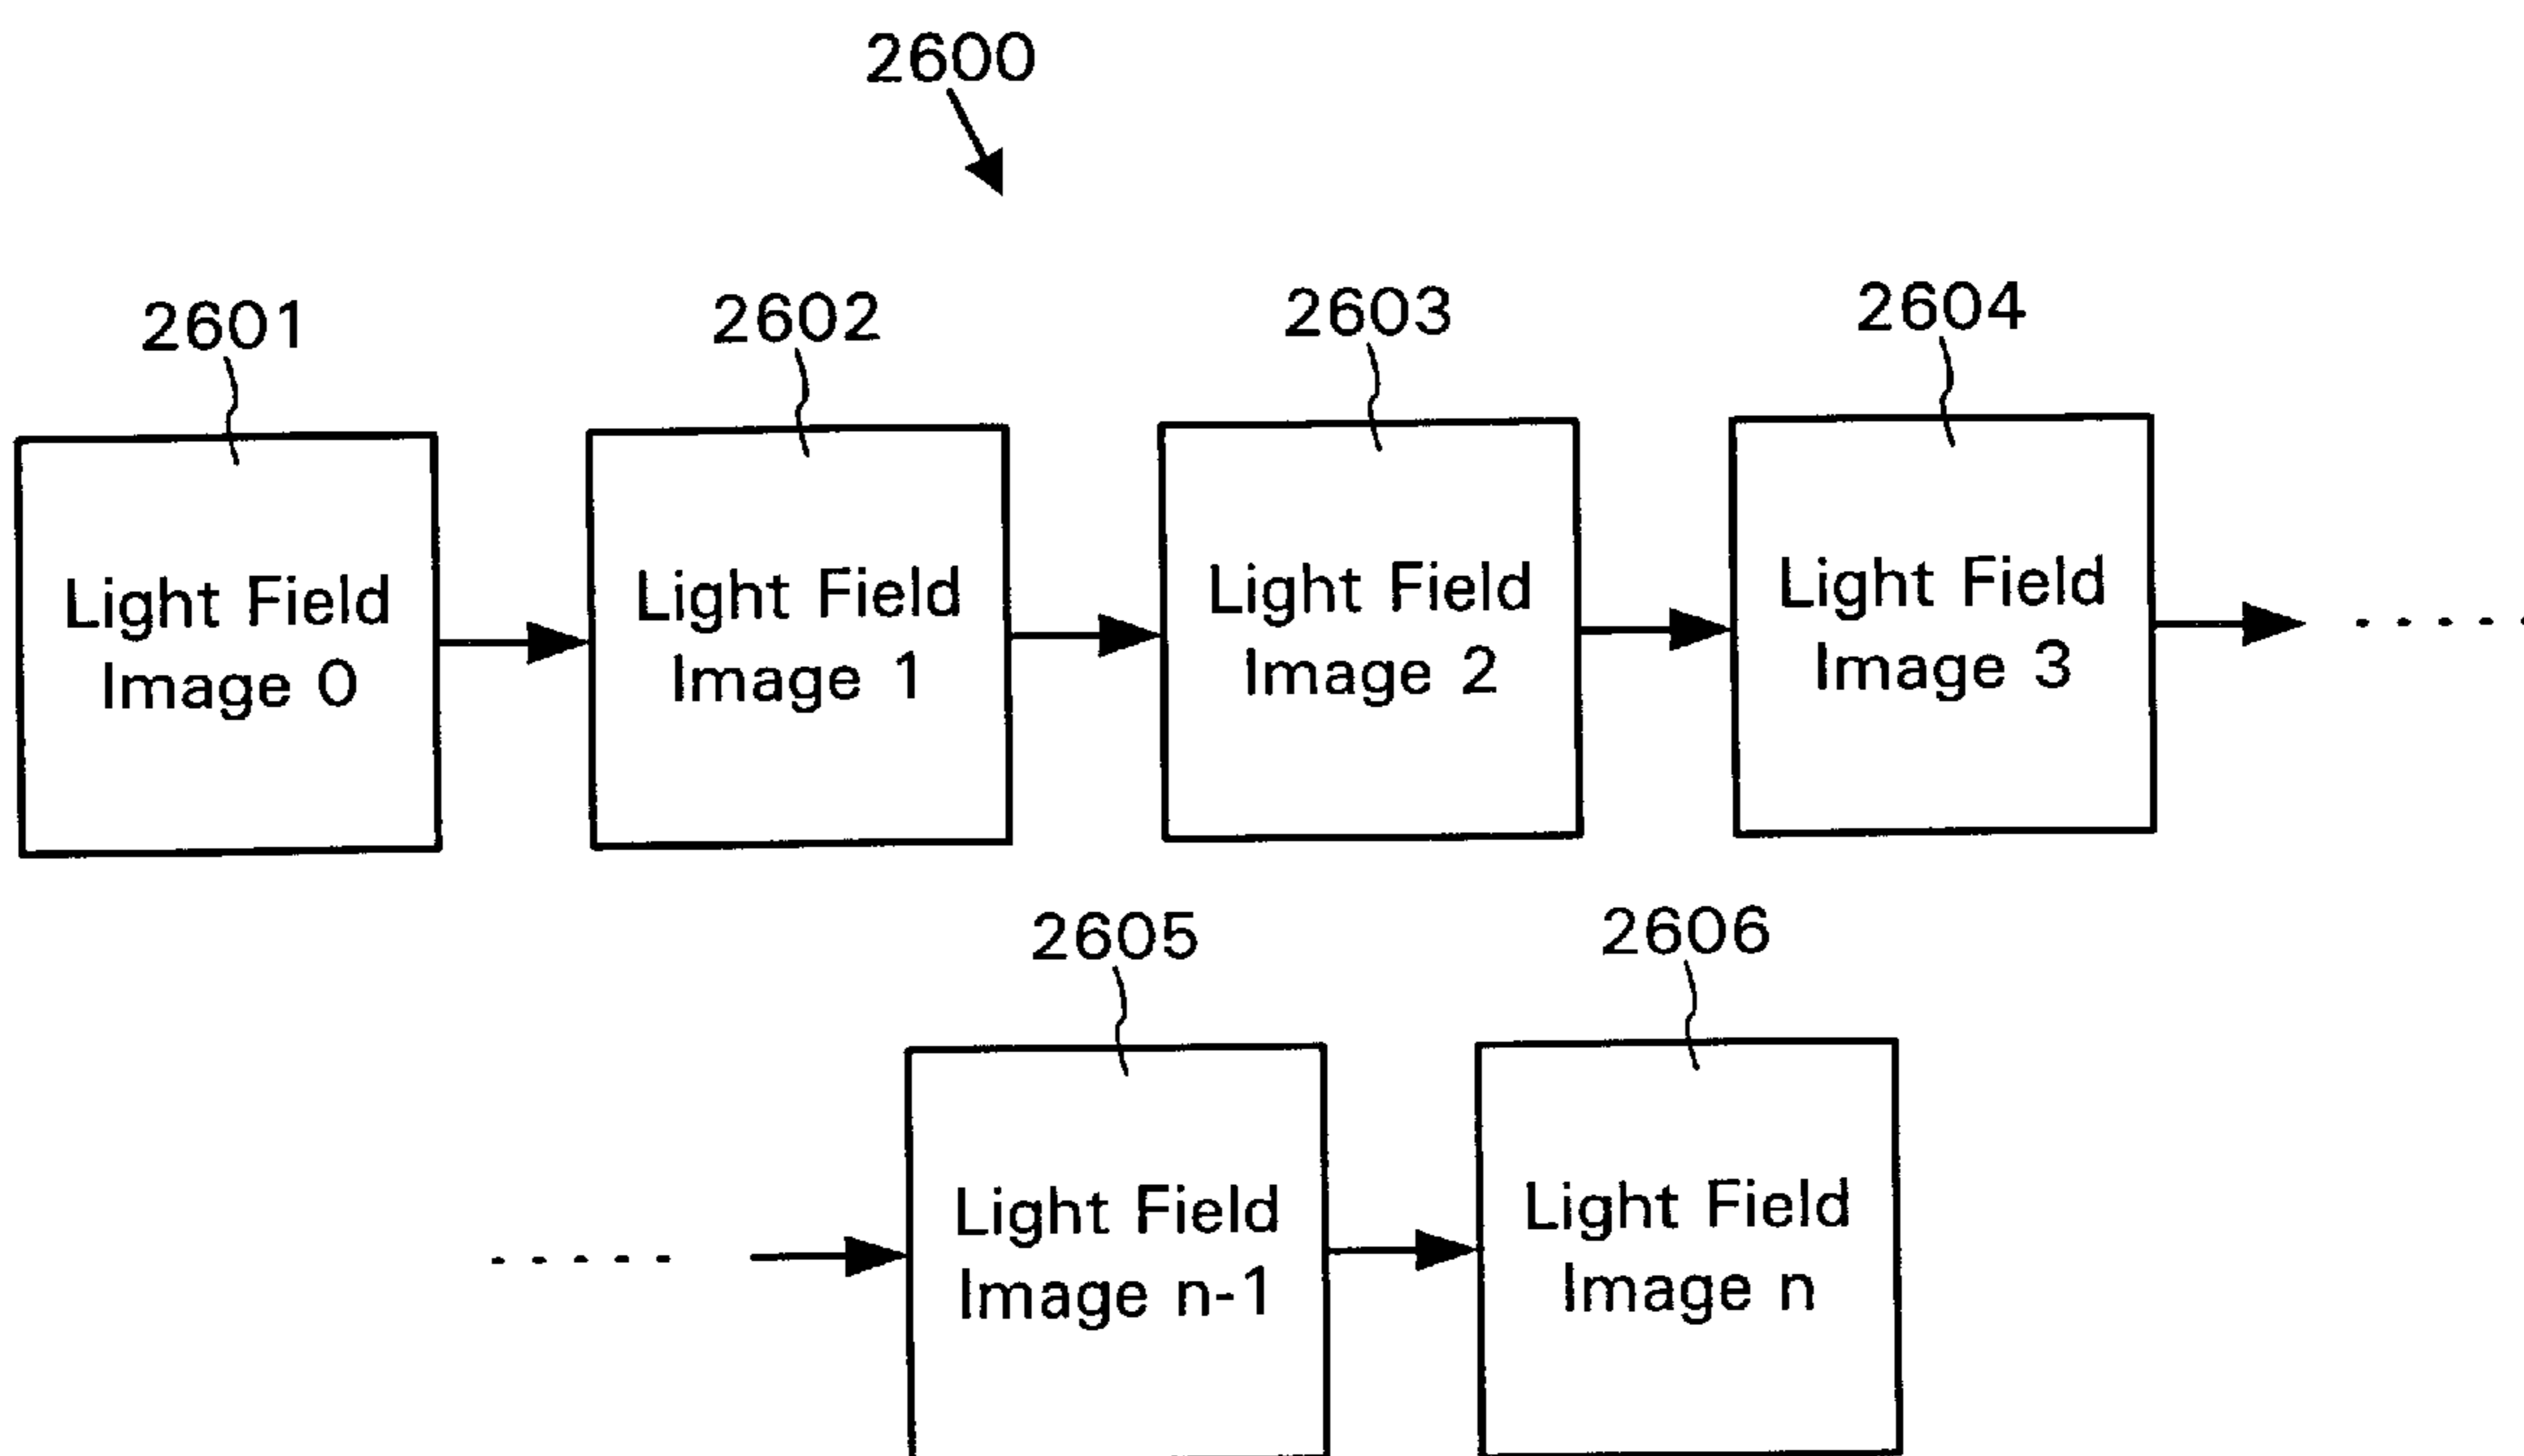 2600
2601
2602
2603
2604
Light Field
Image 0
Light Field
Image 1
Light Field
Image 2
Light Field
Image 3
2605
2606
Light Field
Image n-1
Light Field
Image n